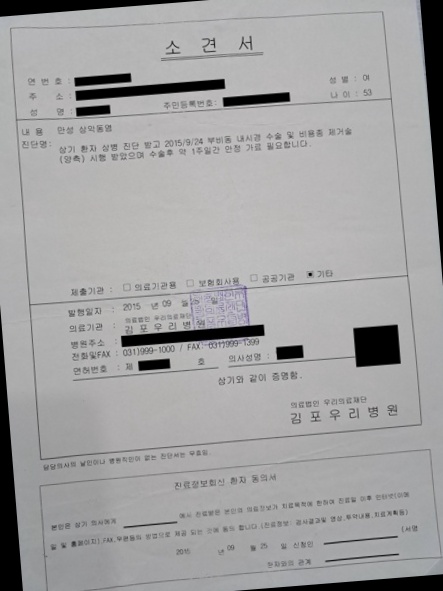 소 견 서
연 번 호 :
주 소 :
성 별 : 여
성 명 :
주민등록번호:
나 이 : 53
내 용 만성 상악동염
진단명: 상기 환자 상병 진단 받고 2015/9/24 부비동 내시경 수술 및 비용종 제거술
(양측) 시행 받았으며 수술후 약 1주일간 안정 가료 필요합니다.
제출기관 : □ 의료기관용 □ 보험회사용 □ 공공기관 ▣ 기타
발행일자 : 2015 년 09 월 일
의료기관 : 의료법인 우리의료재단
김 포 우 리 병 원
병원주소 :
전화및FAX : 031)999-1000 / FAX 031)999-1399
면허번호 : 제 호 의사성명 :
상기와 같이 증명함.
의료법인 우리의료재단
김 포 우 리 병 원
담당의사의 날인이나 병원직인이 없는 진단서는 무효임.
진료정보회신 환자 동의서
본인은 상기 의사에게 에서 진료받은 본인의 의료정보가 치료목적에 한하여 진료일 이후 인터넷(이메
일 및 홈페이지),FAX,우편등의 방법으로 제공 되는 것에 동의 합니다.(진료정보: 검사결과및 영상,투약내용,치료계획등)
2015 년 09 월 25 일 신청인 (서명
환자와의 관계